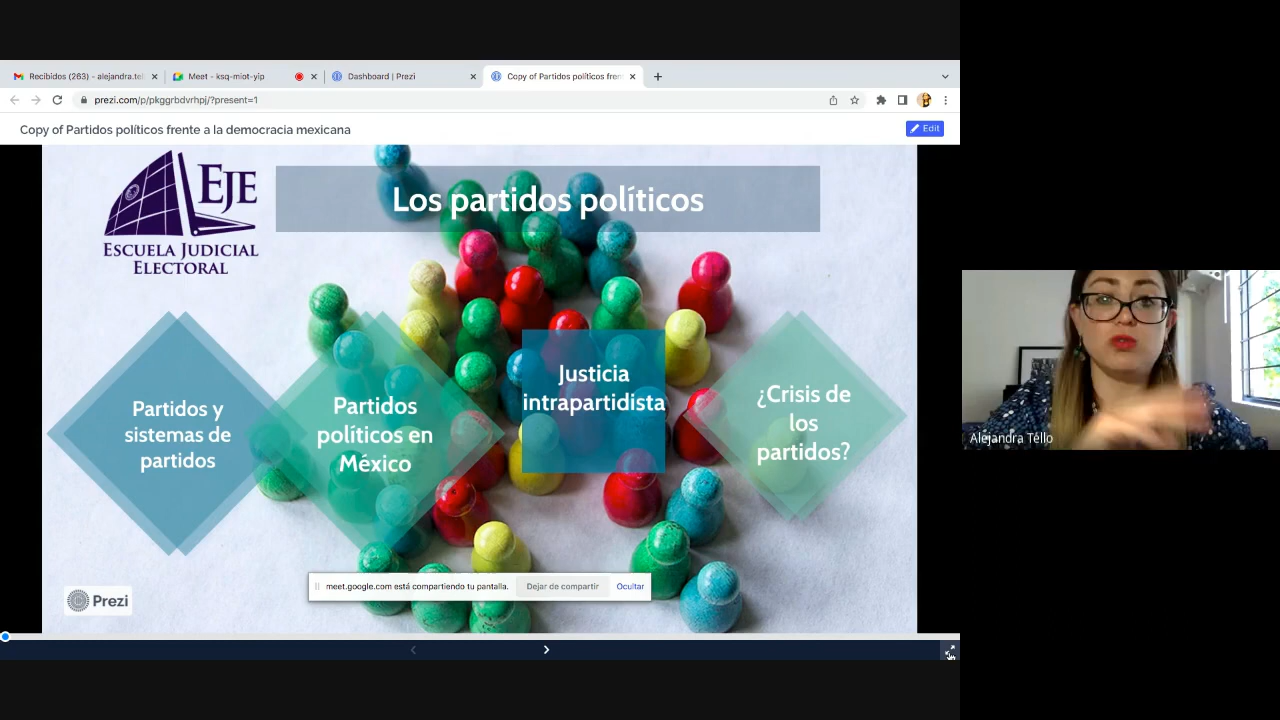 Recibidos (263) - alejandra.tel
Meet - ksq-miot-yip
Dashboard | Prezi
Copy of Partidos políticos fren
prezi.com/p/pkggrbdvrhpj/?present=1
Copy of Partidos políticos frente a la democracia mexicana
Edit
EJE
ESCUELA JUDICIAL
ELECTORAL
Los partidos políticos
Partidos y
sistemas de
partidos
Partidos
políticos en
México
Justicia
intrapartidista
¿Crisis de
los
partidos?
Alejandra Téllo
meet.google.com está compartiendo tu pantalla.
Dejar de compartir
Ocultar
Prezi